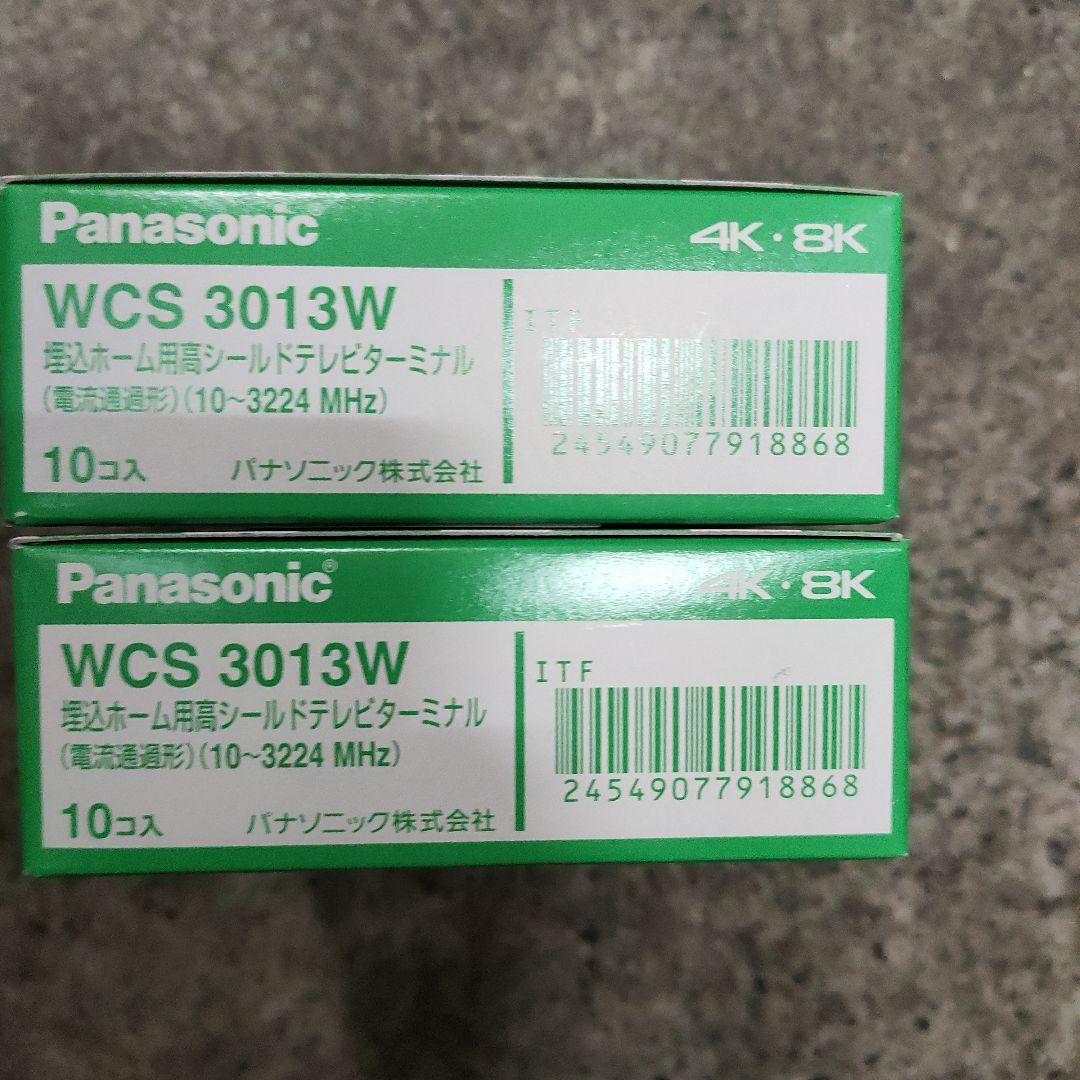 Panasonic
4K・8K
WCS 3013W
埋込ホーム用高シールドテレビターミナル
(電流通過形)(10~3224 MHz)
10コ入 パナソニック株式会社
ITF
24549077918868
Panasonic®
4K・8K
WCS 3013W
埋込ホーム用高シールドテレビターミナル
(電流通過形)(10~3224 MHz)
10コ入 パナソニック株式会社
ITF
24549077918868